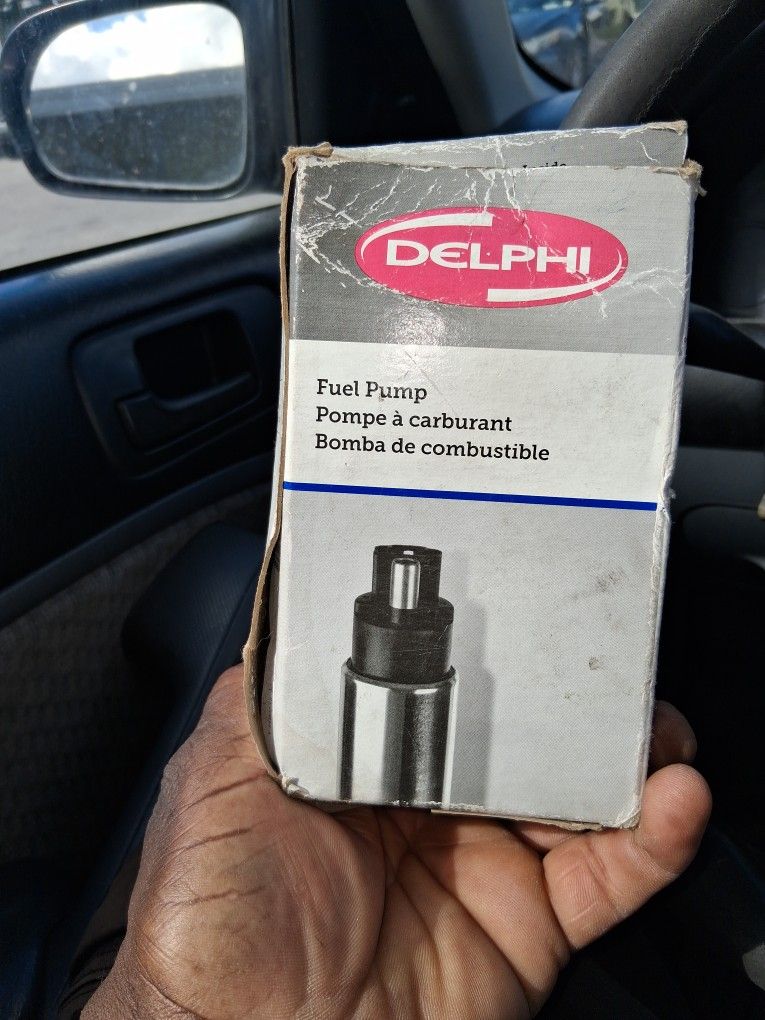 DELPHI
Fuel Pump
Pompe à carburant
Bomba de combustible